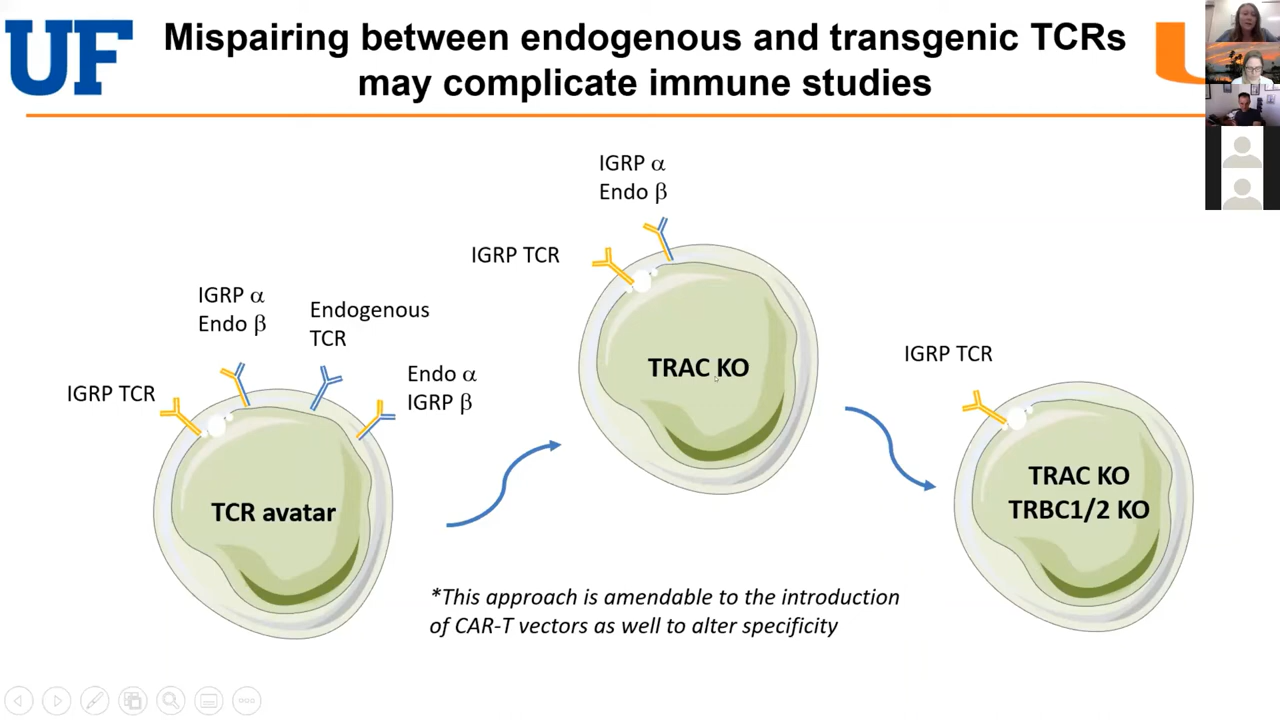 UF
Mispairing between endogenous and transgenic TCRs
may complicate immune studies
IGRP α
Endo β
IGRP TCR
IGRP α
Endo β
Endogenous
TCR
IGRP TCR
Endo α
IGRP β
IGRP TCR
TRAC KO
TCR avatar
TRAC KO
TRBC1/2 KO
*This approach is amendable to the introduction
of CAR-T vectors as well to alter specificity